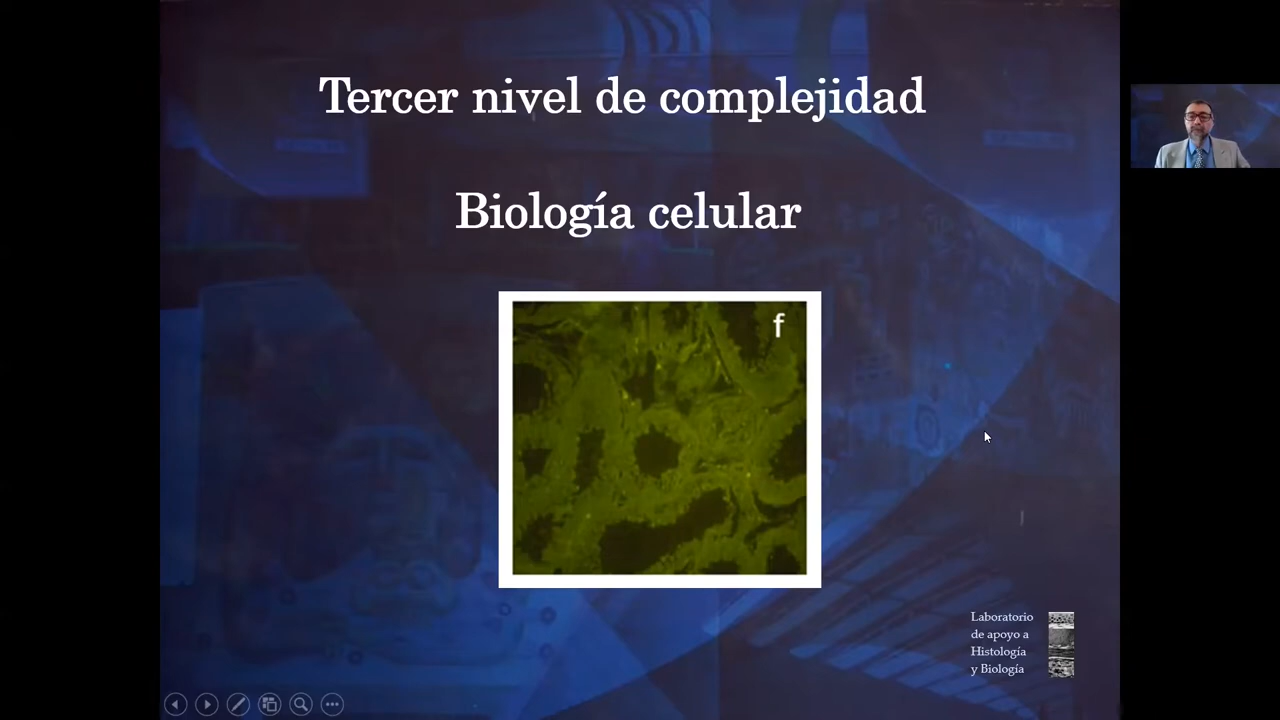 Tercer nivel de complejidad
Biología celular
f
Laboratorio
de apoyo a
Histología
y Biología